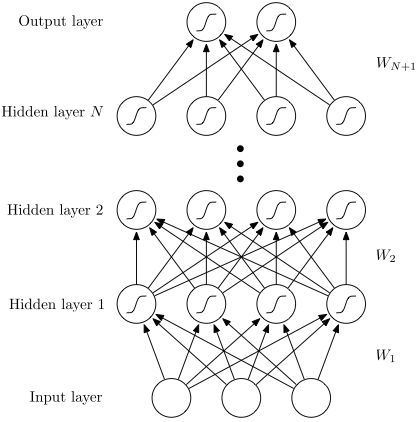 Output layer
W_{N+1}
Hidden layer N
Hidden layer 2
W_2
Hidden layer 1
W_1
Input layer